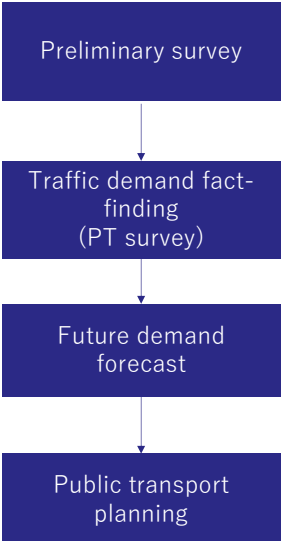 Preliminary survey
Traffic demand fact-
finding
(PT survey)
Future demand
forecast
Public transport
planning